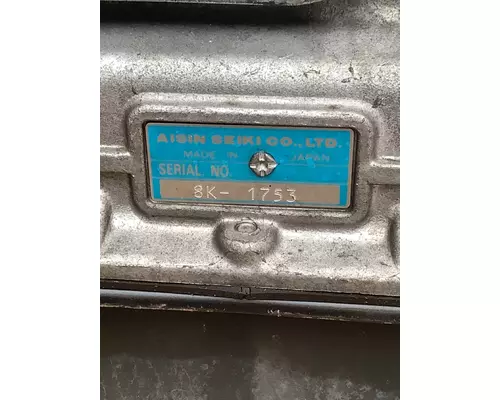 AISIN SEIKI CO., LTD.
MADE IN JAPAN
SERIAL NO.
8K- 1753